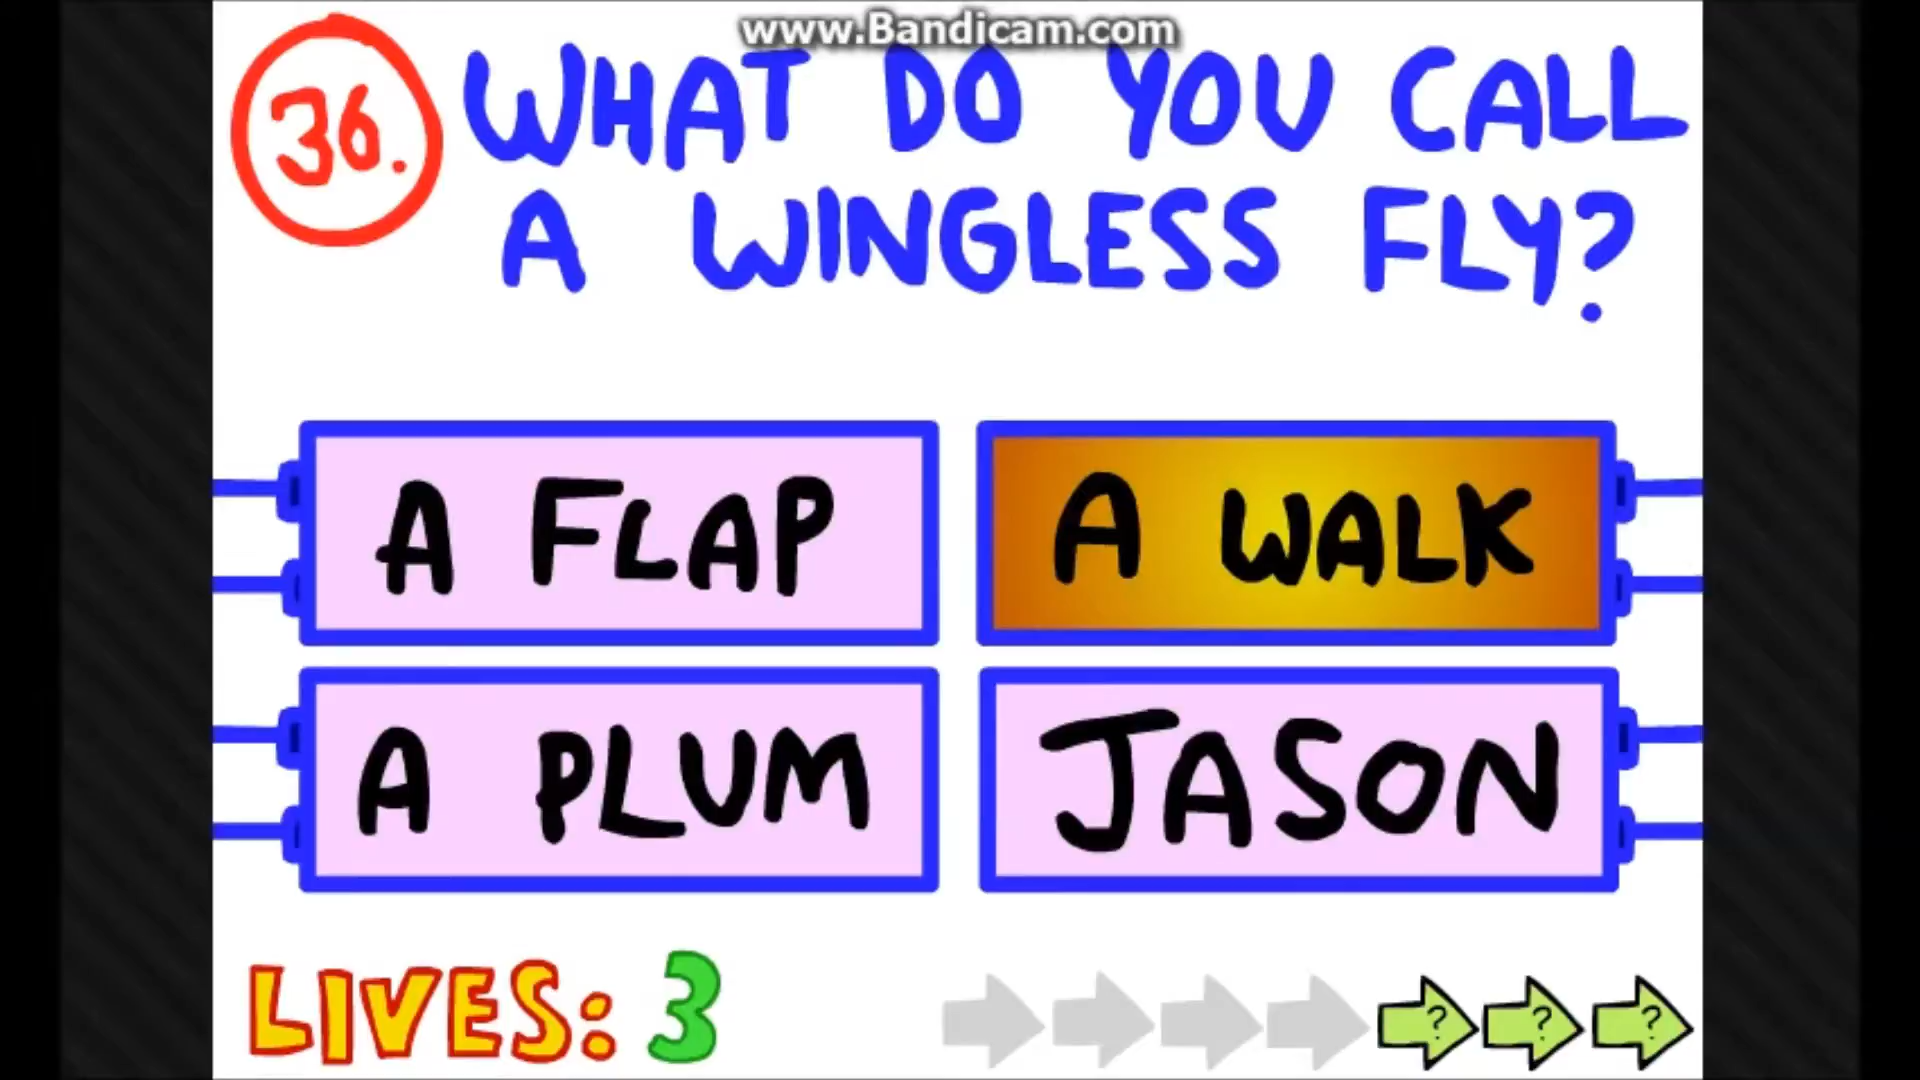 www.Bandicam.com
36. WHAT DO YOU CALL
A WINGLESS FLY?
A FLAP
A WALK
A PLUM
JASON
LIVES: 3
? ? ?